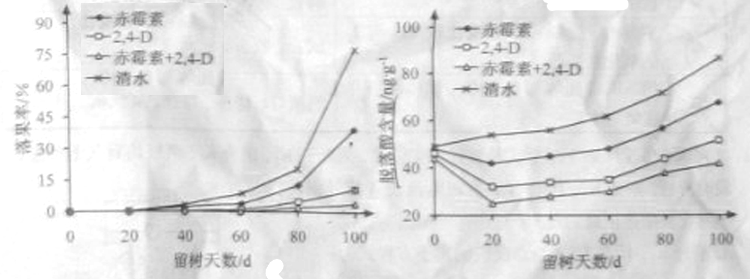 落果率/%
90
75
60
45
30
15
0
0 20 40 60 80 100
留树天数/d
赤霉素
2,4-D
赤霉素+2,4-D
清水
脱落酸含量/ng·g⁻¹
100
80
60
40
20
0 20 40 60 80 100
留树天数/d
赤霉素
2,4-D
赤霉素+2,4-D
清水